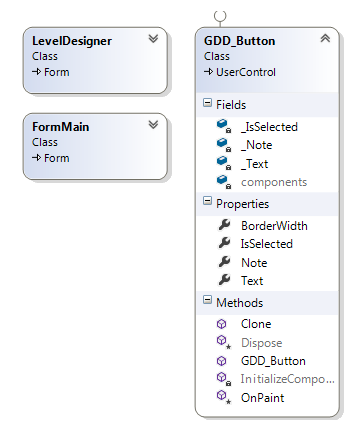 LevelDesigner
Class
Form
FormMain
Class
Form
GDD_Button
Class
UserControl
Fields
_IsSelected
_Note
_Text
components
Properties
BorderWidth
IsSelected
Note
Text
Methods
Clone
Dispose
GDD_Button
InitializeCompo...
OnPaint